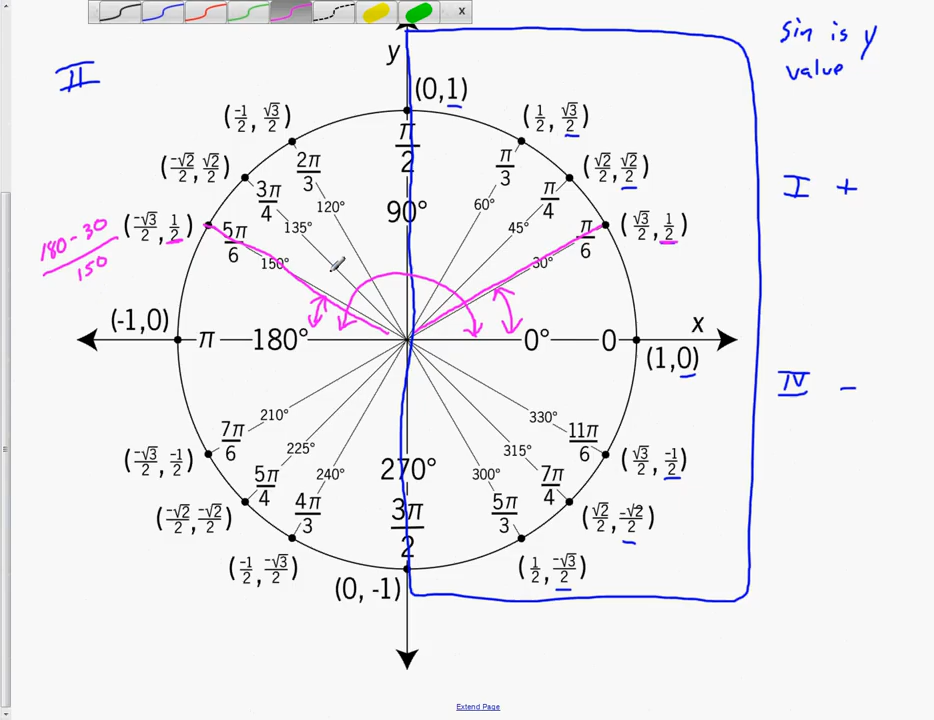 x
sin is y
value
II
y
(0,1)
(-1/2, √3/2)
(1/2, √3/2)
π/2
(-√2/2, √2/2)
2π/3
π/3
(√2/2, √2/2)
3π/4
120°
60°
π/4
I +
90°
(-√3/2, 1/2)
135°
45°
(√3/2, 1/2)
180-30
150
5π/6
π/6
150°
30°
(-1,0)
π
180°
0°
0
x
(1,0)
IV -
210°
330°
7π/6
225°
315°
11π/6
(-√3/2, -1/2)
(√3/2, -1/2)
5π/4
240°
270°
300°
7π/4
(-√2/2, -√2/2)
4π/3
3π/2
5π/3
(√2/2, -√2/2)
(-1/2, -√3/2)
(0, -1)
(1/2, -√3/2)
Extend Page